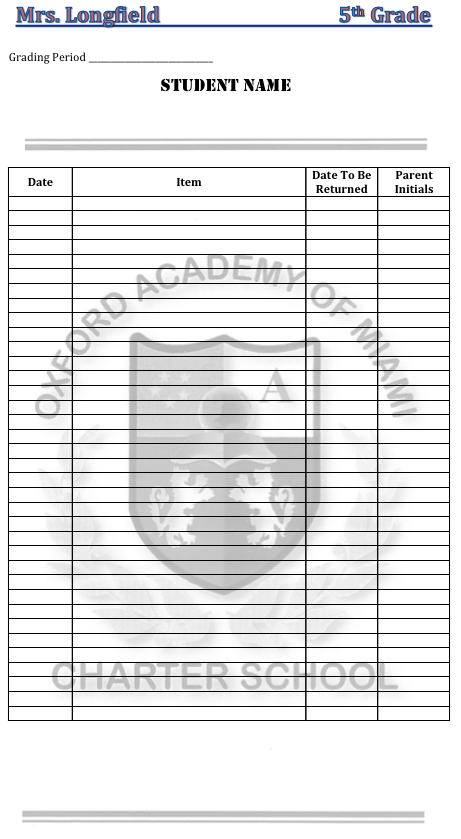 Mrs. Longfield 5th Grade
Grading Period ___________________________
STUDENT NAME
Date Item Date To Be Returned Parent Initials
OXFORD ACADEMY OF MIAMI
A
CHARTER SCHOOL